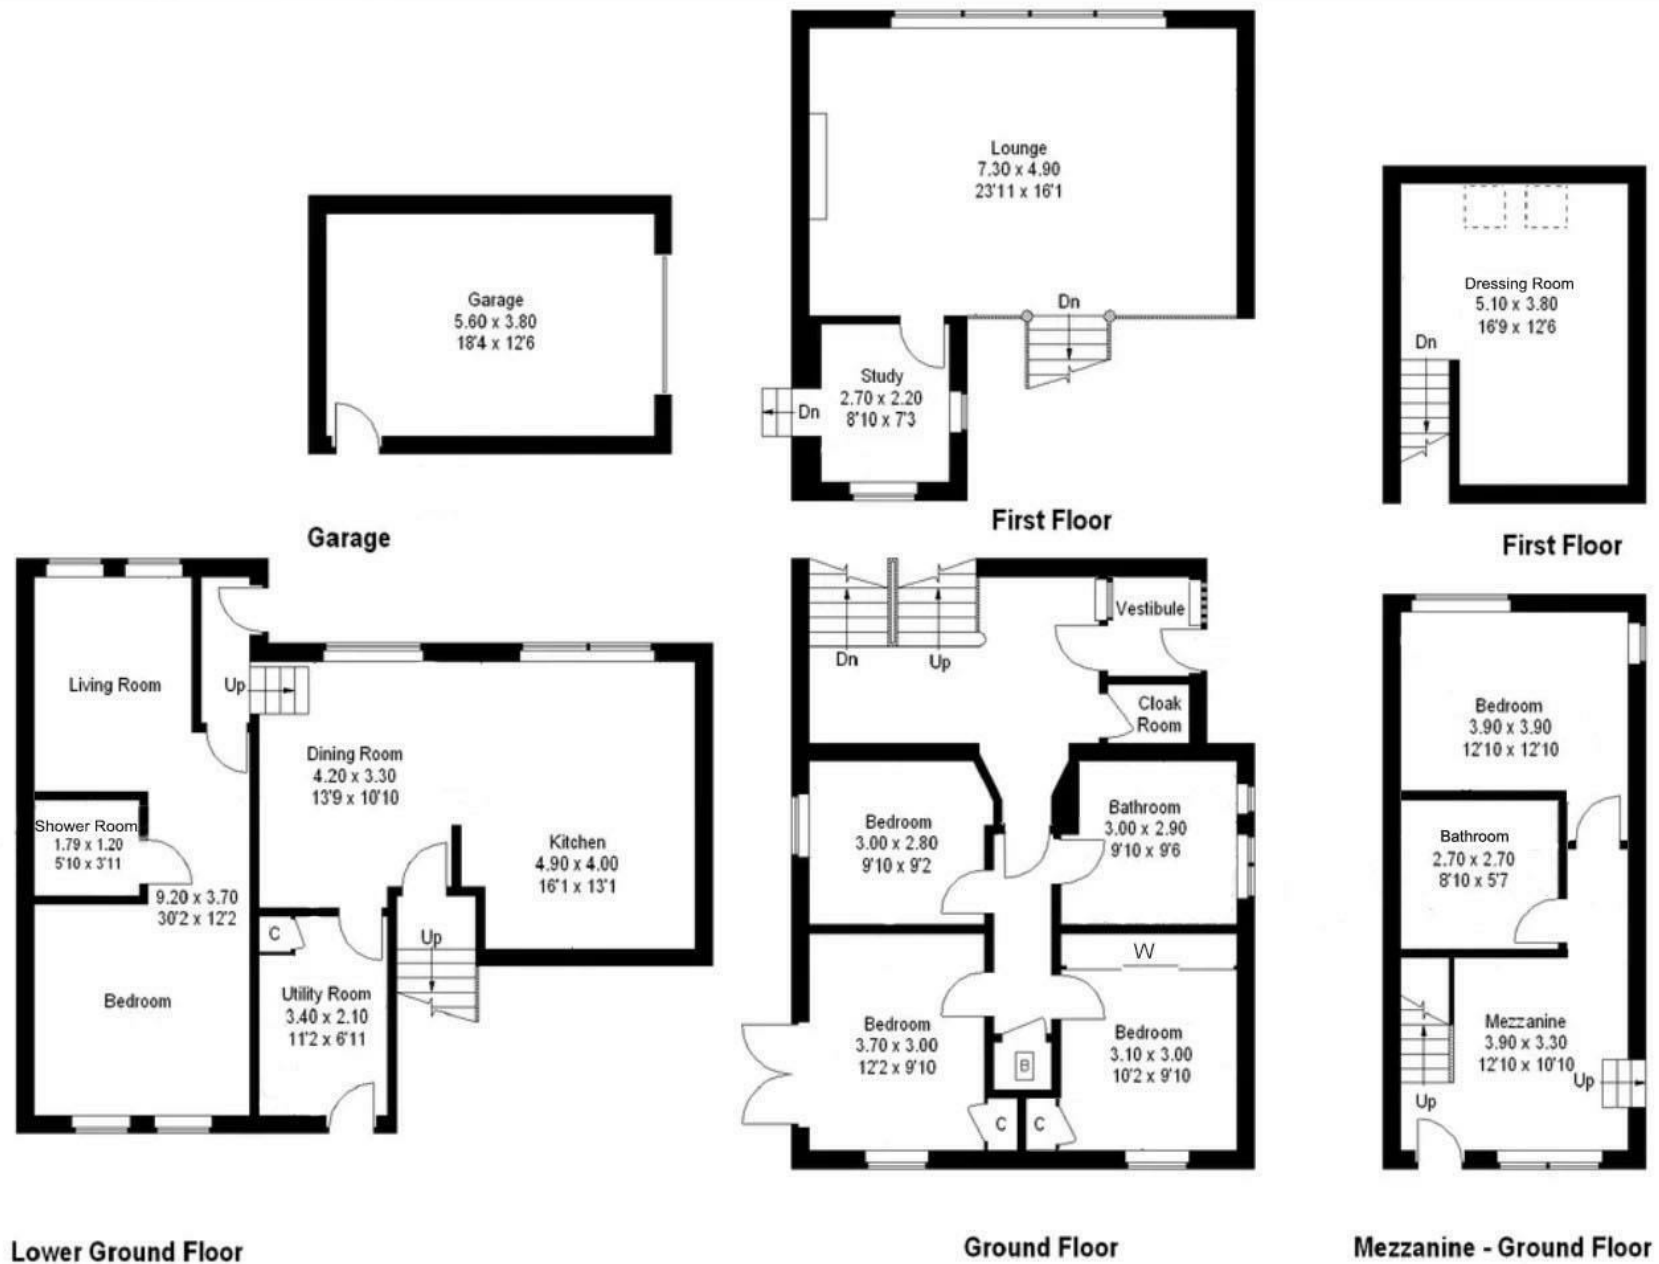 Lounge
7.30 x 4.90
23'11 x 16'1
Dn
Study
2.70 x 2.20
8'10 x 7'3
Dn
First Floor
Garage
5.60 x 3.80
18'4 x 12'6
Garage
Dressing Room
5.10 x 3.80
16'9 x 12'6
Dn
First Floor
Living Room
Up
Dining Room
4.20 x 3.30
13'9 x 10'10
Shower Room
1.79 x 1.20
5'10 x 3'11
Kitchen
4.90 x 4.00
16'1 x 13'1
9.20 x 3.70
30'2 x 12'2
C
Up
Bedroom
Utility Room
3.40 x 2.10
11'2 x 6'11
Lower Ground Floor
Dn
Up
Vestibule
Cloak
Room
Bedroom
3.00 x 2.80
9'10 x 9'2
Bathroom
3.00 x 2.90
9'10 x 9'6
W
Bedroom
3.70 x 3.00
12'2 x 9'10
B
Bedroom
3.10 x 3.00
10'2 x 9'10
C
C
Ground Floor
Bedroom
3.90 x 3.90
12'10 x 12'10
Bathroom
2.70 x 2.70
8'10 x 5'7
Mezzanine
3.90 x 3.30
12'10 x 10'10
Up
Up
Mezzanine - Ground Floor